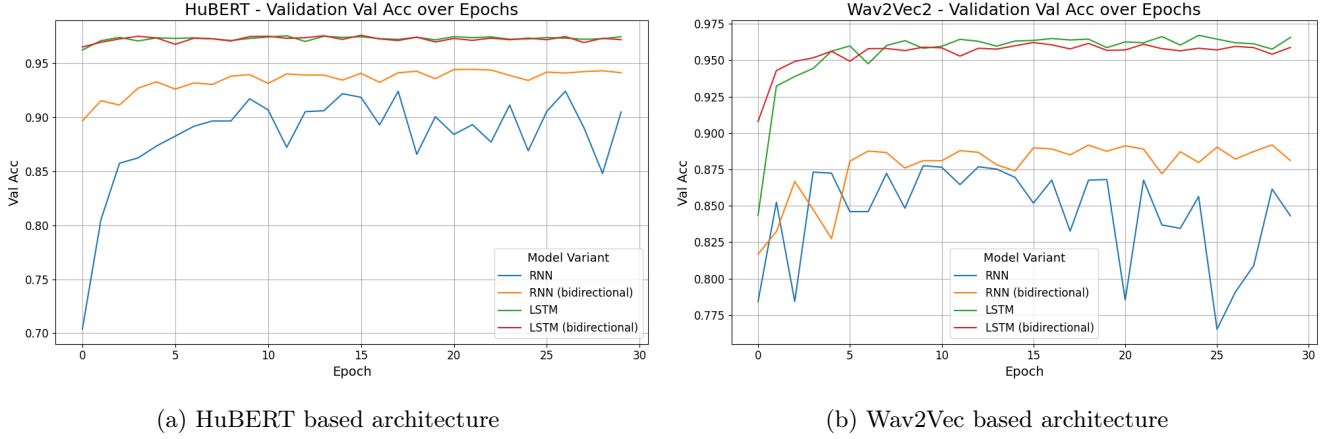 HuBERT - Validation Val Acc over Epochs
Val Acc
0.95
0.90
0.85
0.80
0.75
0.70
0
5
10
15
20
25
30
Epoch
Model Variant
RNN
RNN (bidirectional)
LSTM
LSTM (bidirectional)
(a) HuBERT based architecture
Wav2Vec2 - Validation Val Acc over Epochs
Val Acc
0.975
0.950
0.925
0.900
0.875
0.850
0.825
0.800
0.775
0
5
10
15
20
25
30
Epoch
Model Variant
RNN
RNN (bidirectional)
LSTM
LSTM (bidirectional)
(b) Wav2Vec based architecture